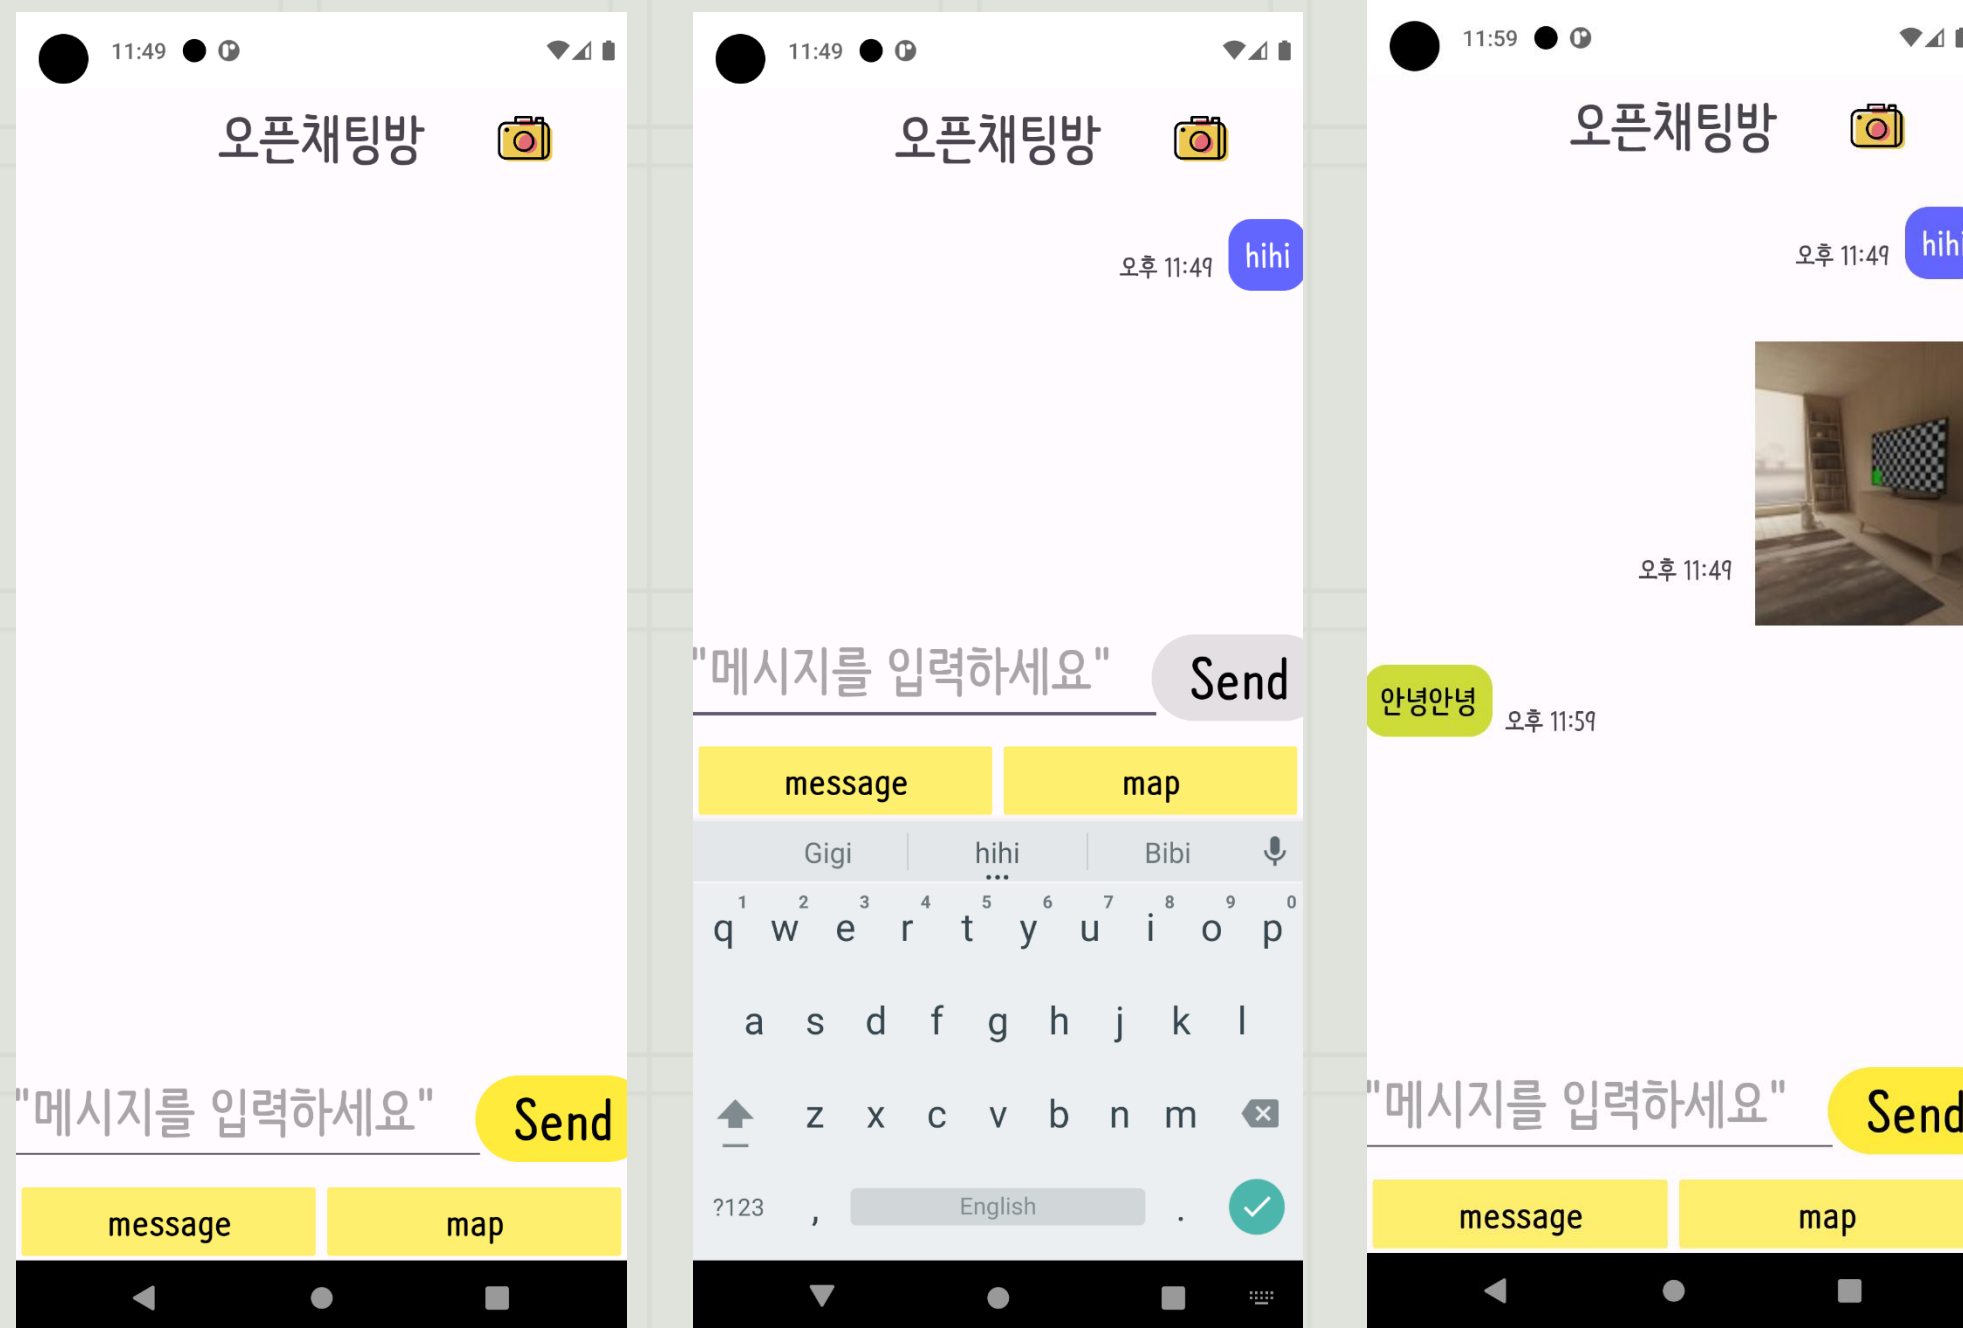 11:49
오픈채팅방
"메시지를 입력하세요"
Send
message
map
11:49
오픈채팅방
오후 11:49
hihi
"메시지를 입력하세요"
Send
message
map
Gigi
hihi
Bibi
1 2 3 4 5 6 7 8 9 0
q w e r t y u i o p
a s d f g h j k l
z x c v b n m
?123 , English .
11:59
오픈채팅방
오후 11:49
hihi
오후 11:49
안녕안녕
오후 11:59
"메시지를 입력하세요"
Send
message
map